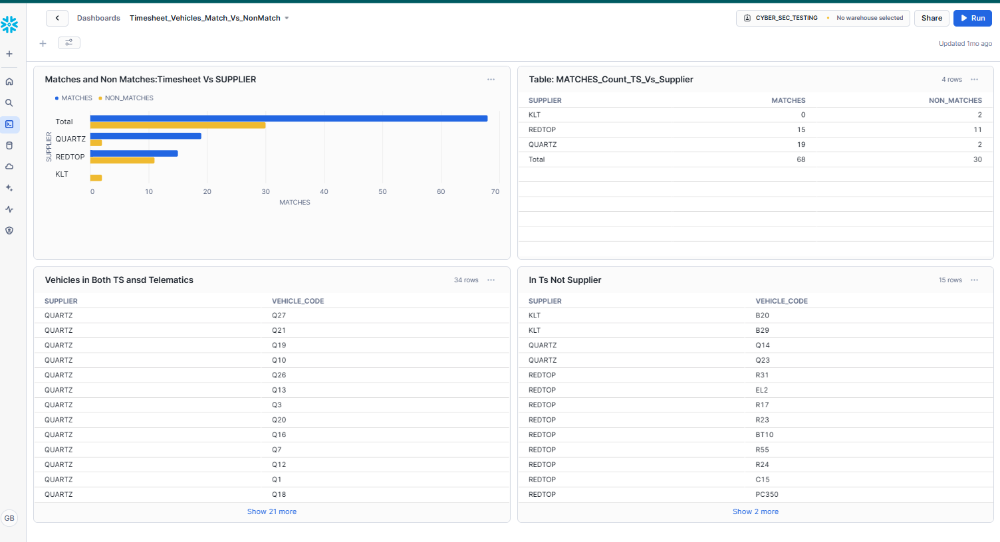 Dashboards Timesheet_Vehicles_Match_Vs_NonMatch
CYBER_SEC_TESTING No warehouse selected Share Run
Updated 1mo ago
Matches and Non Matches:Timesheet Vs SUPPLIER
MATCHES NON_MATCHES
SUPPLIER
Total
QUARTZ
REDTOP
KLT
0 10 20 30 40 50 60 70
MATCHES
Table: MATCHES_Count_TS_Vs_Supplier 4 rows
SUPPLIER MATCHES NON_MATCHES
KLT 0 2
REDTOP 15 11
QUARTZ 19 2
Total 68 30
Vehicles in Both TS ansd Telematics 34 rows
SUPPLIER VEHICLE_CODE
QUARTZ Q27
QUARTZ Q21
QUARTZ Q19
QUARTZ Q10
QUARTZ Q26
QUARTZ Q13
QUARTZ Q3
QUARTZ Q20
QUARTZ Q16
QUARTZ Q7
QUARTZ Q12
QUARTZ Q1
QUARTZ Q18
Show 21 more
In Ts Not Supplier 15 rows
SUPPLIER VEHICLE_CODE
KLT B20
KLT B29
QUARTZ Q14
QUARTZ Q23
REDTOP R31
REDTOP EL2
REDTOP R17
REDTOP R23
REDTOP BT10
REDTOP R55
REDTOP R24
REDTOP C15
REDTOP PC350
Show 2 more
GB